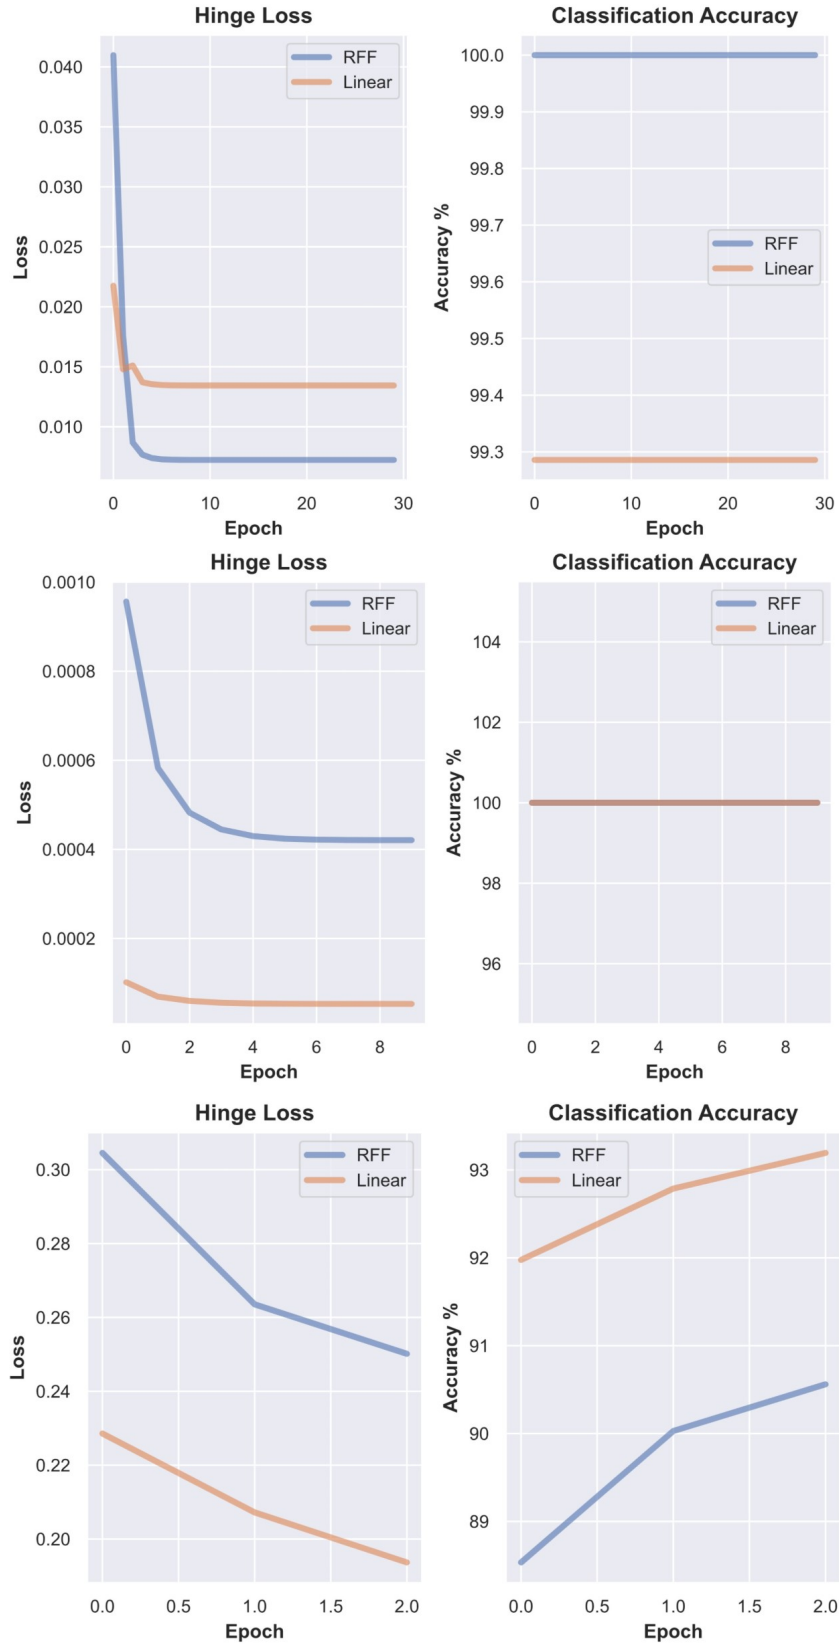 Hinge Loss
0.040
0.035
0.030
0.025
0.020
0.015
0.010
Loss
RFF
Linear
0
10
20
30
Epoch
Classification Accuracy
100.0
99.9
99.8
99.7
99.6
99.5
99.4
99.3
Accuracy %
RFF
Linear
0
10
20
30
Epoch
Hinge Loss
0.0010
0.0008
0.0006
0.0004
0.0002
Loss
RFF
Linear
0
2
4
6
8
Epoch
Classification Accuracy
104
102
100
98
96
Accuracy %
RFF
Linear
0
2
4
6
8
Epoch
Hinge Loss
0.30
0.28
0.26
0.24
0.22
0.20
Loss
RFF
Linear
0.0
0.5
1.0
1.5
2.0
Epoch
Classification Accuracy
93
92
91
90
89
Accuracy %
RFF
Linear
0.0
0.5
1.0
1.5
2.0
Epoch